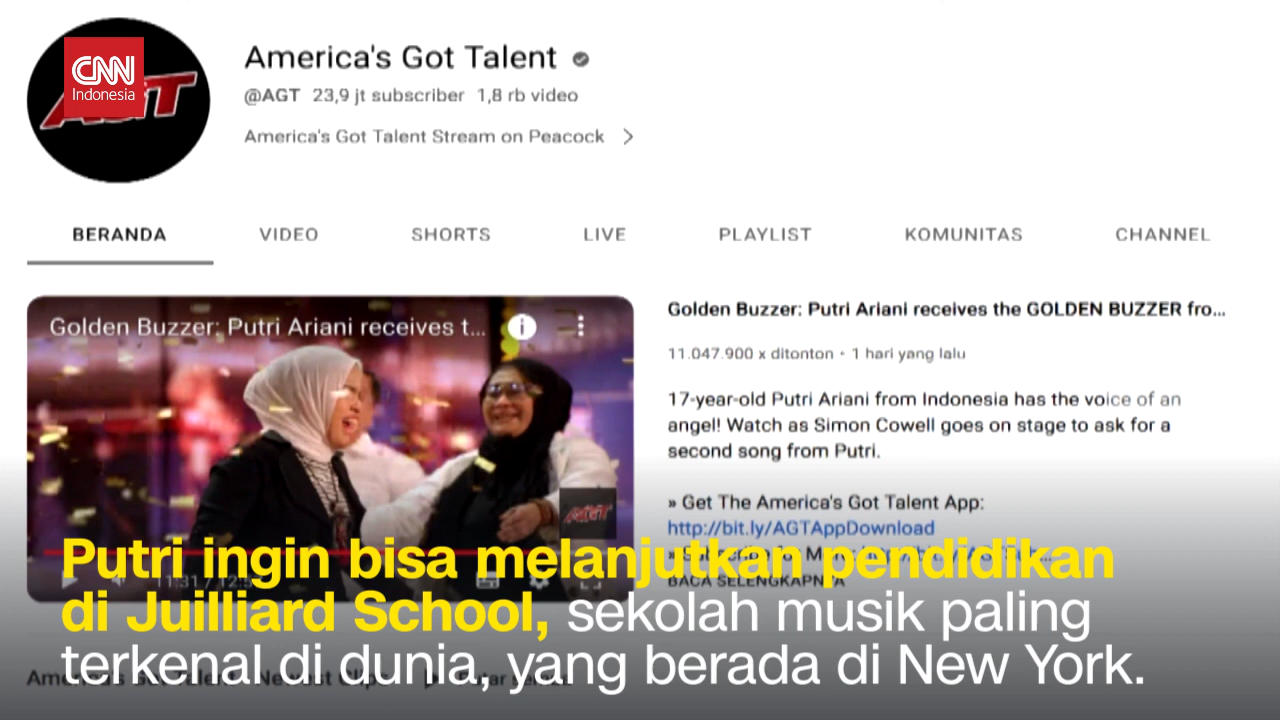 CNN
Indonesia
AGT
America's Got Talent
@AGT 23,9 jt subscriber 1,8 rb video
America's Got Talent Stream on Peacock
BERANDA VIDEO SHORTS LIVE PLAYLIST KOMUNITAS CHANNEL
Golden Buzzer: Putri Ariani receives t...
Golden Buzzer: Putri Ariani receives the GOLDEN BUZZER fro...
11.047.900 x ditonton • 1 hari yang lalu
17-year-old Putri Ariani from Indonesia has the voice of an
angel! Watch as Simon Cowell goes on stage to ask for a
second song from Putri.
» Get The America's Got Talent App:
http://bit.ly/AGTAppDownload
AGT
BACA SELENGKAPNYA
Putri ingin bisa melanjutkan pendidikan
di Juilliard School, sekolah musik paling
terkenal di dunia, yang berada di New York.